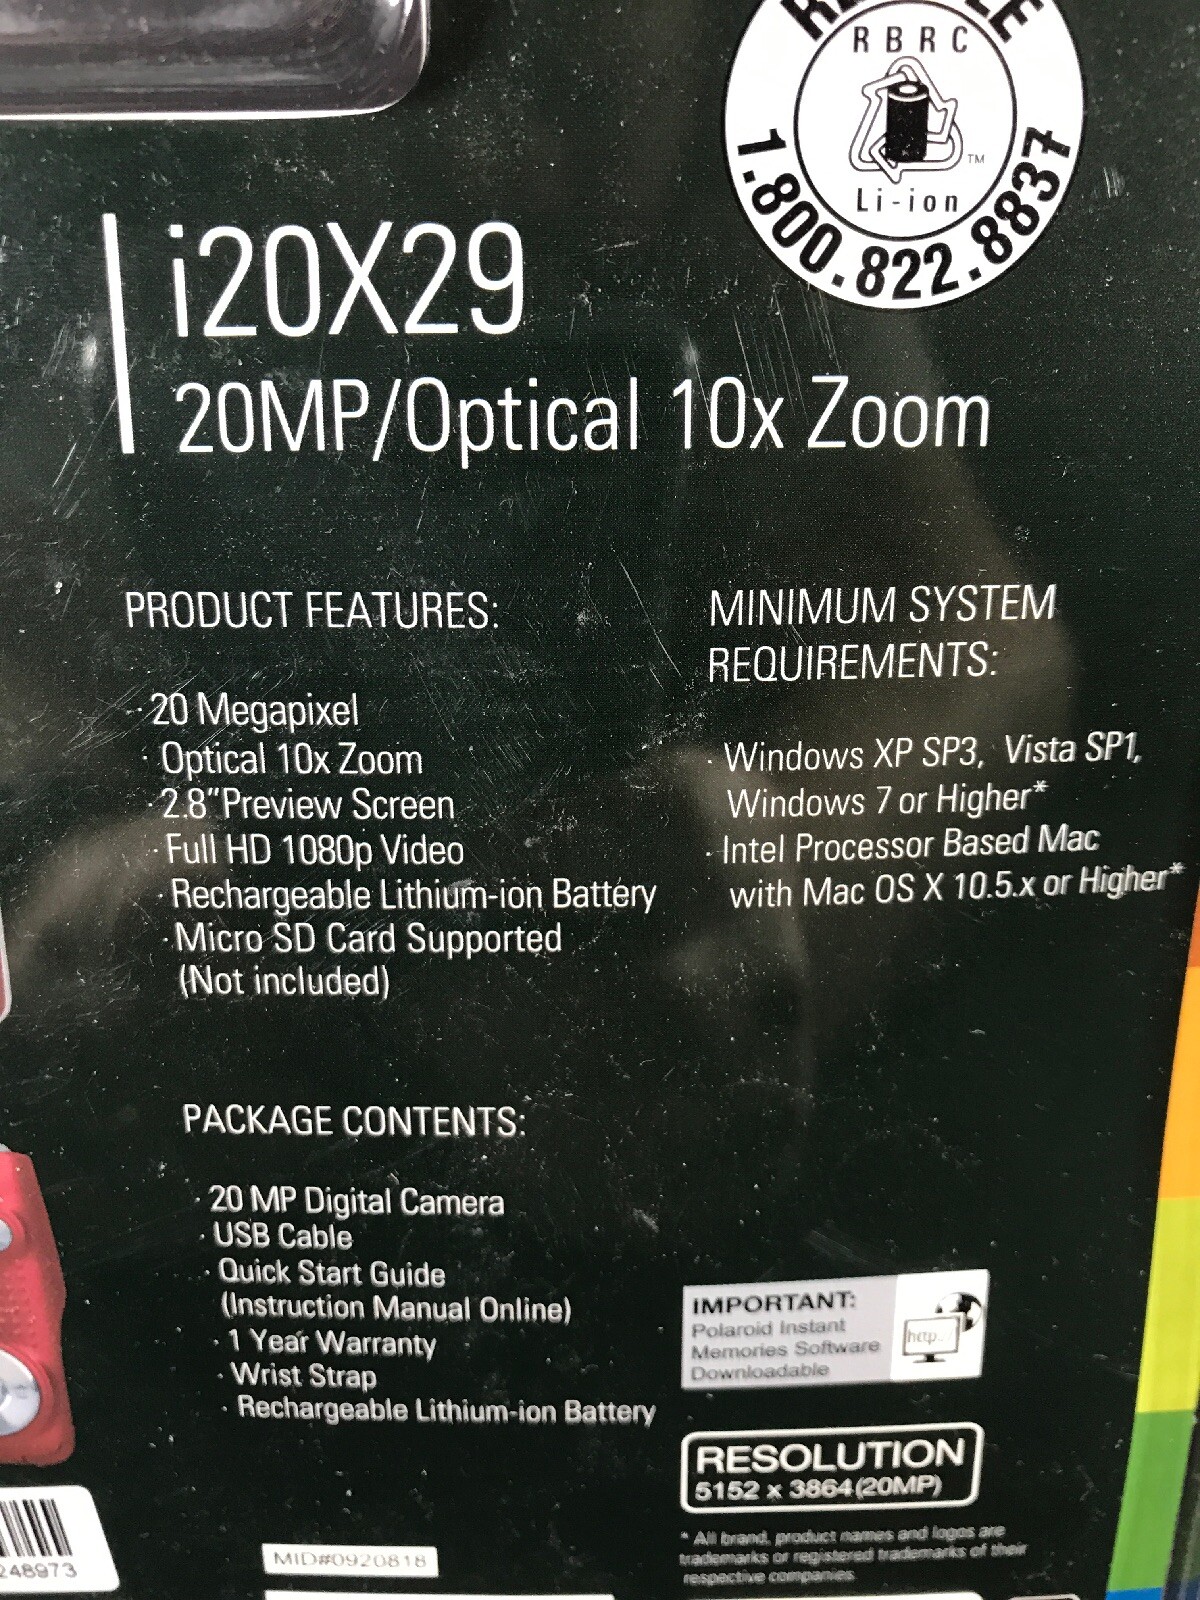 RBRC
Li-ion
1.800.822.8837
i20X29
20MP/Optical 10x Zoom
PRODUCT FEATURES:
· 20 Megapixel
· Optical 10x Zoom
· 2.8"Preview Screen
· Full HD 1080p Video
· Rechargeable Lithium-ion Battery
· Micro SD Card Supported
(Not included)
MINIMUM SYSTEM
REQUIREMENTS:
· Windows XP SP3, Vista SP1,
Windows 7 or Higher*
· Intel Processor Based Mac
with Mac OS X 10.5.x or Higher*
PACKAGE CONTENTS:
· 20 MP Digital Camera
· USB Cable
· Quick Start Guide
(Instruction Manual Online)
· 1 Year Warranty
· Wrist Strap
· Rechargeable Lithium-ion Battery
IMPORTANT:
Polaroid Instant
Memories Software
Downloadable
http..
RESOLUTION
5152 x 3864(20MP)
* All brand, product names and logos are
trademarks or registered trademarks of their
respective companies.
MID#0920818
248973